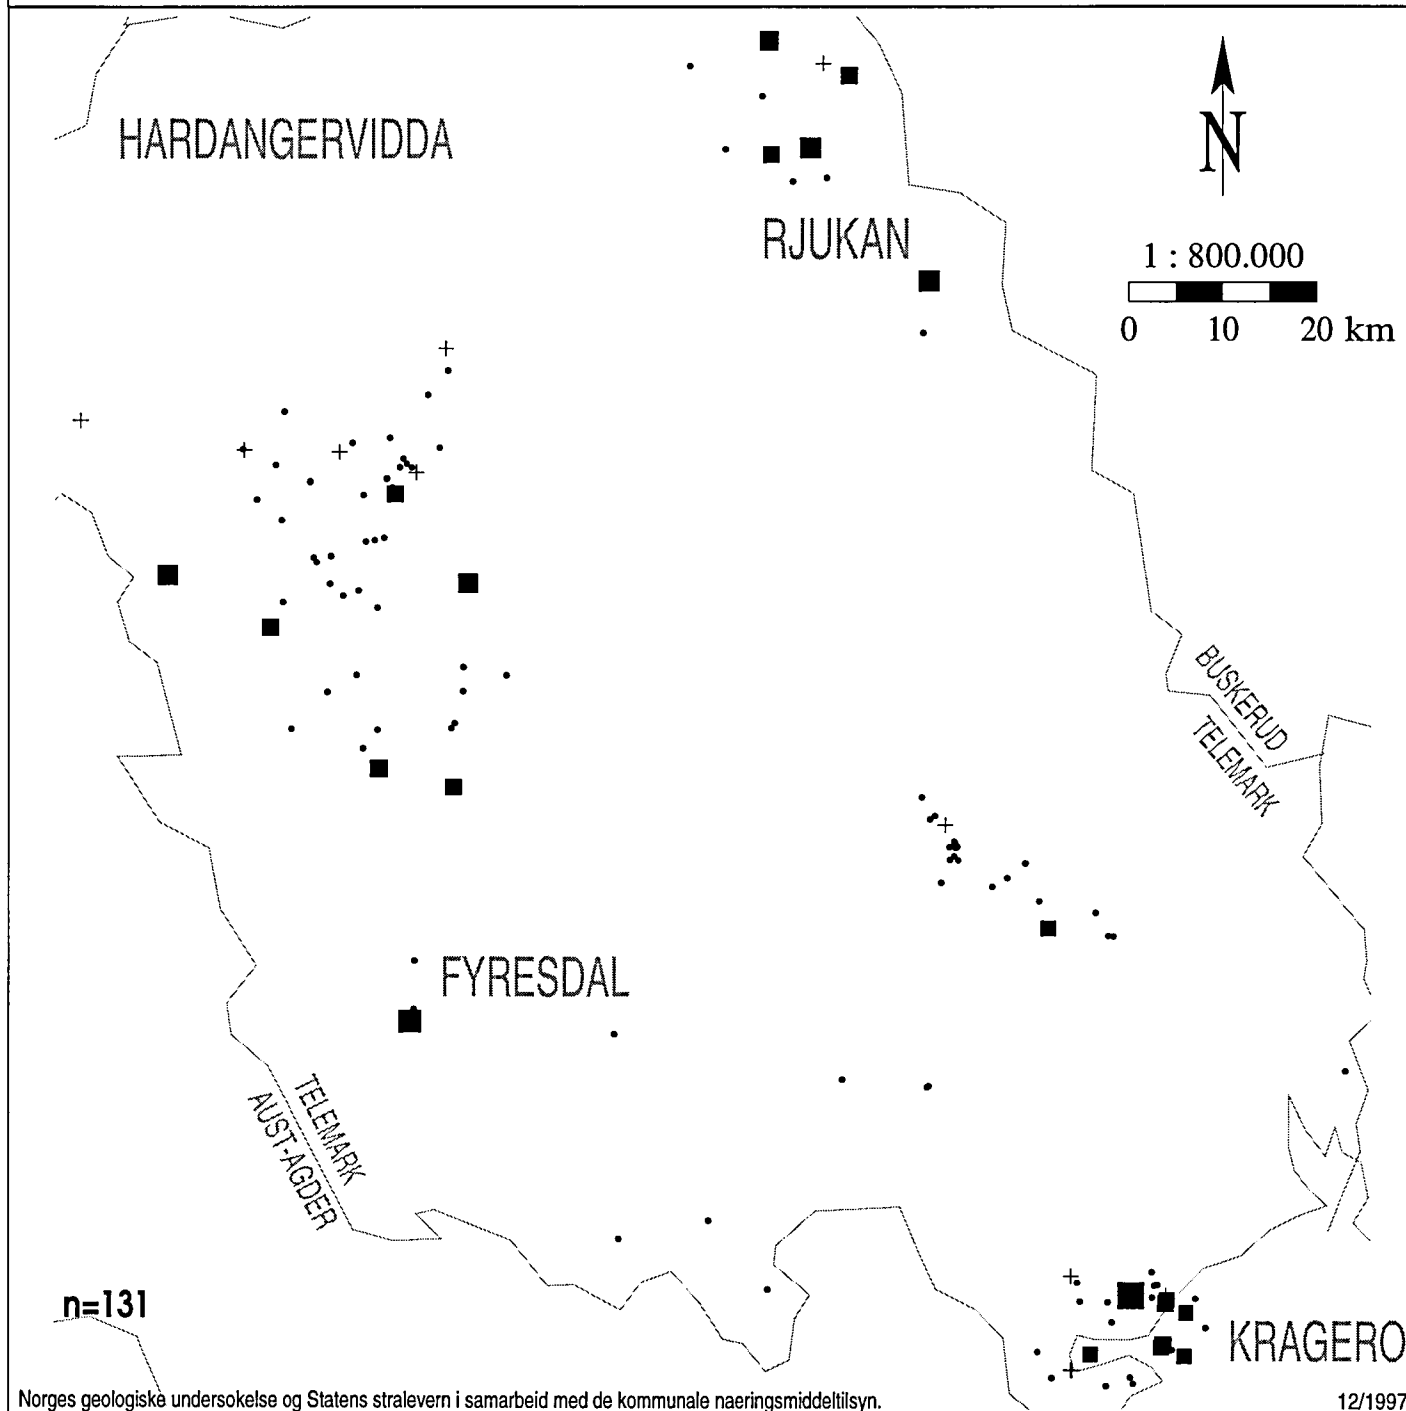 HARDANGERVIDDA
N
RJUKAN
1 : 800.000
0 10 20 km
BUSKERUD
TELEMARK
FYRESDAL
TELEMARK
AUST-AGDER
n=131
KRAGERO
Norges geologiske undersokelse og Statens stralevern i samarbeid med de kommunale naeringsmiddeltilsyn.
12/1997